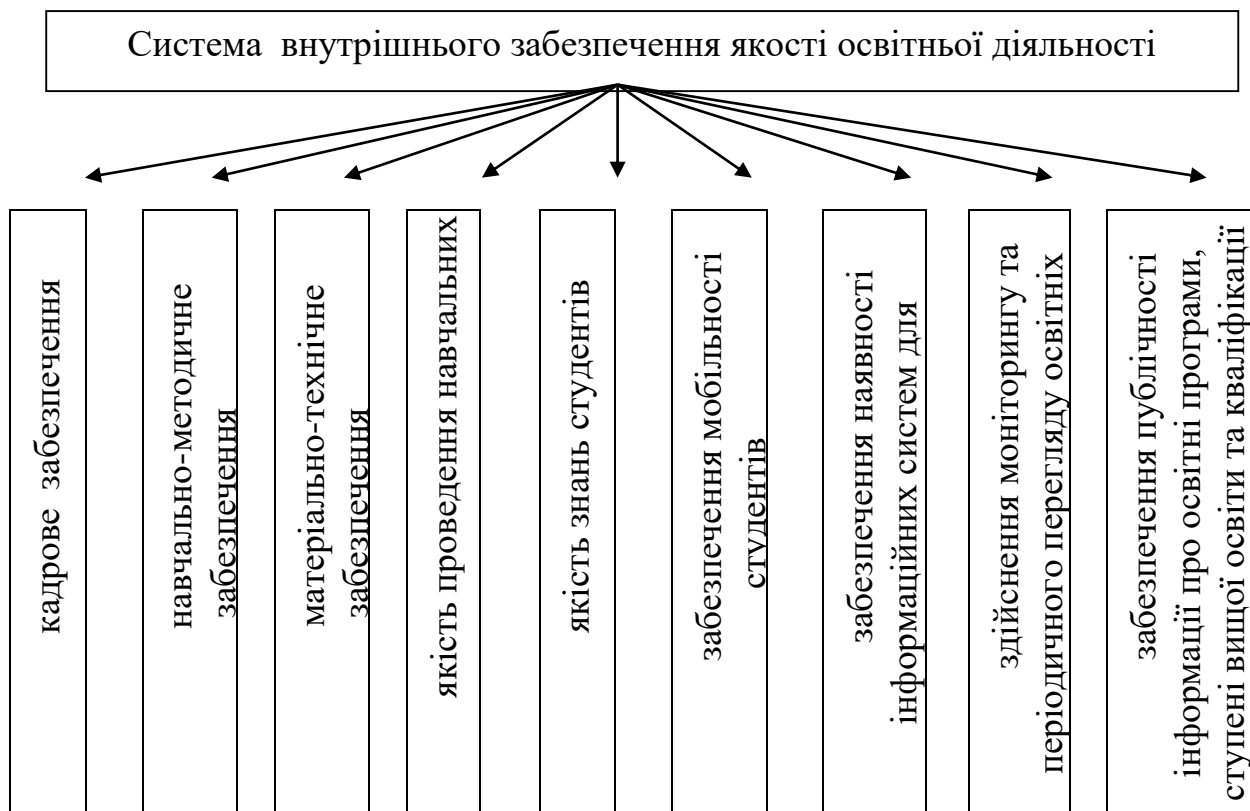 Система внутрішнього забезпечення якості освітньої діяльності
кадрове забезпечення
навчально-методичне
забезпечення
матеріально-технічне
забезпечення
якість проведення навчальних
якість знань студентів
забезпечення мобільності
студентів
забезпечення наявності
інформаційних систем для
здійснення моніторингу та
періодичного перегляду освітніх
забезпечення публічності
інформації про освітні програми,
ступені вищої освіти та кваліфікації